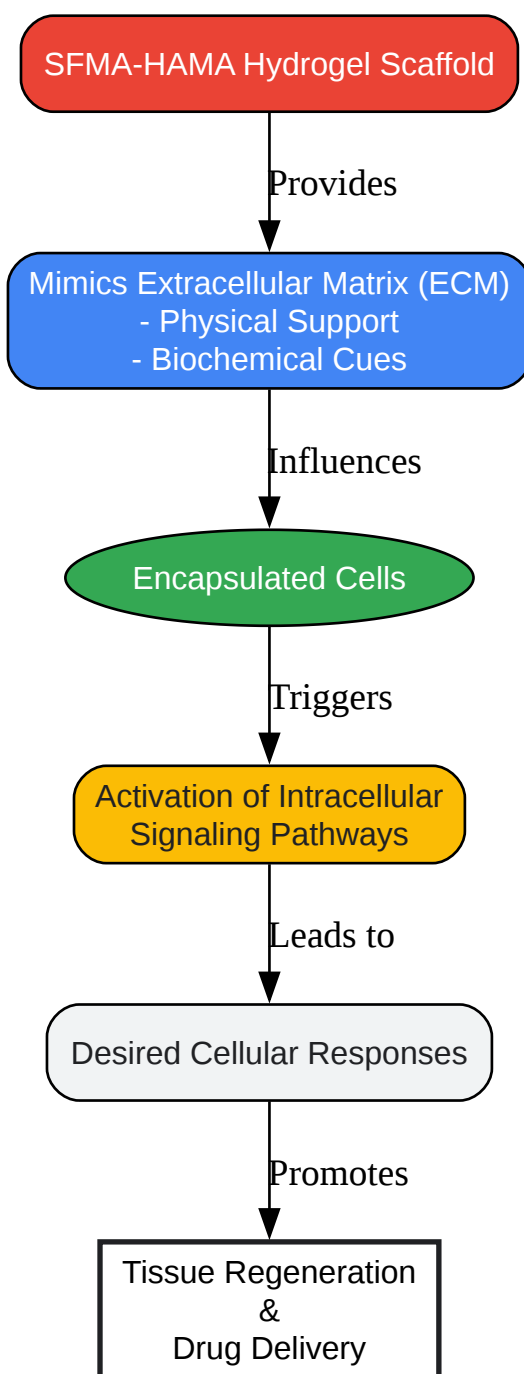 SFMA-HAMA Hydrogel Scaffold
Provides
Mimics Extracellular Matrix (ECM)
- Physical Support
- Biochemical Cues
Influences
Encapsulated Cells
Triggers
Activation of Intracellular
Signaling Pathways
Leads to
Desired Cellular Responses
Promotes
Tissue Regeneration
&
Drug Delivery